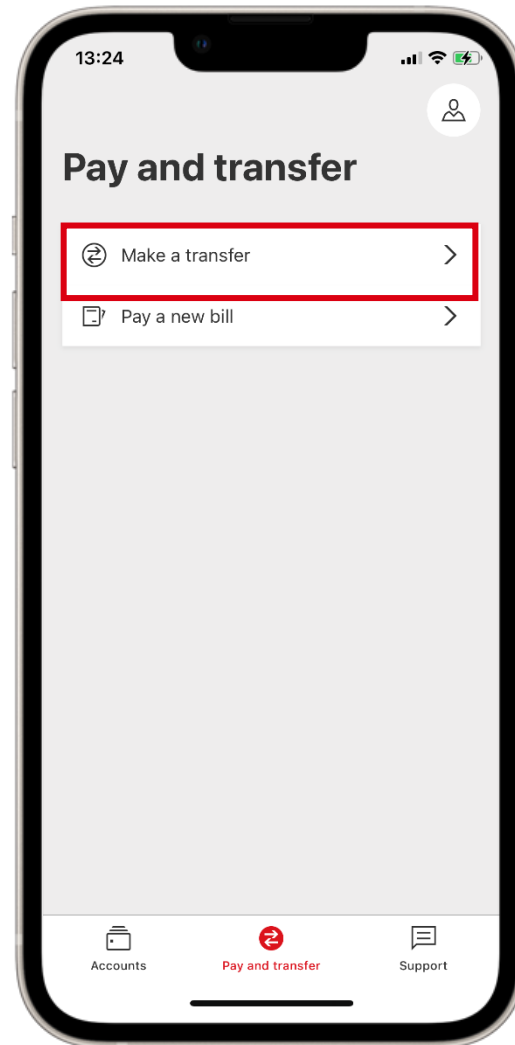 13:24
Pay and transfer
Make a transfer
Pay a new bill
Accounts Pay and transfer Support